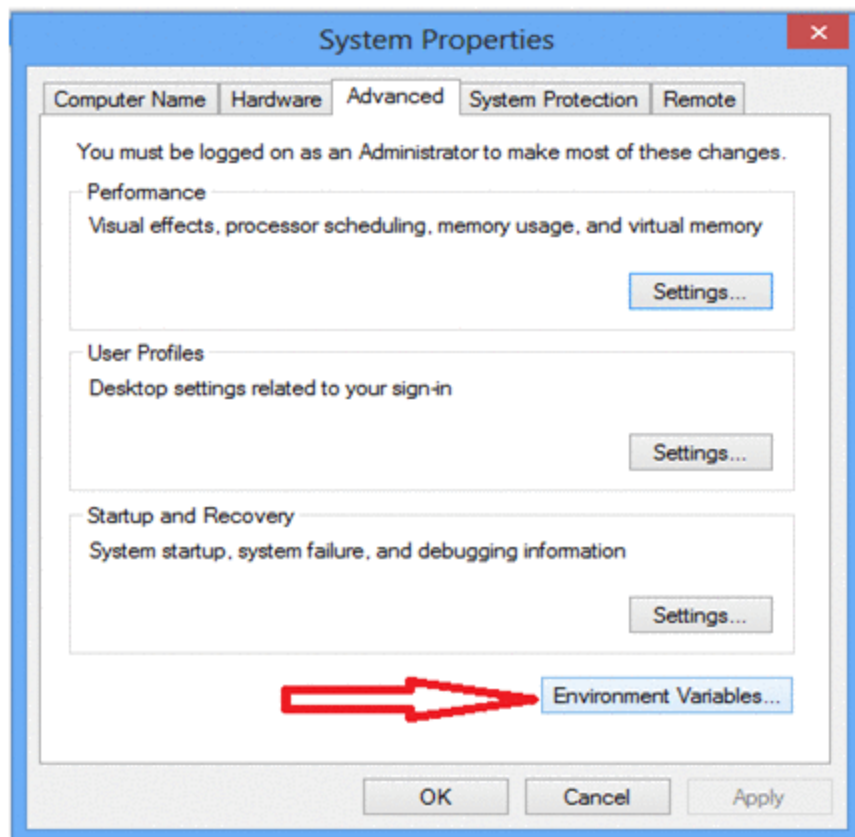 System Properties
Computer Name Hardware Advanced System Protection Remote
You must be logged on as an Administrator to make most of these changes.
Performance
Visual effects, processor scheduling, memory usage, and virtual memory
Settings...
User Profiles
Desktop settings related to your sign-in
Settings...
Startup and Recovery
System startup, system failure, and debugging information
Settings...
Environment Variables...
OK Cancel Apply